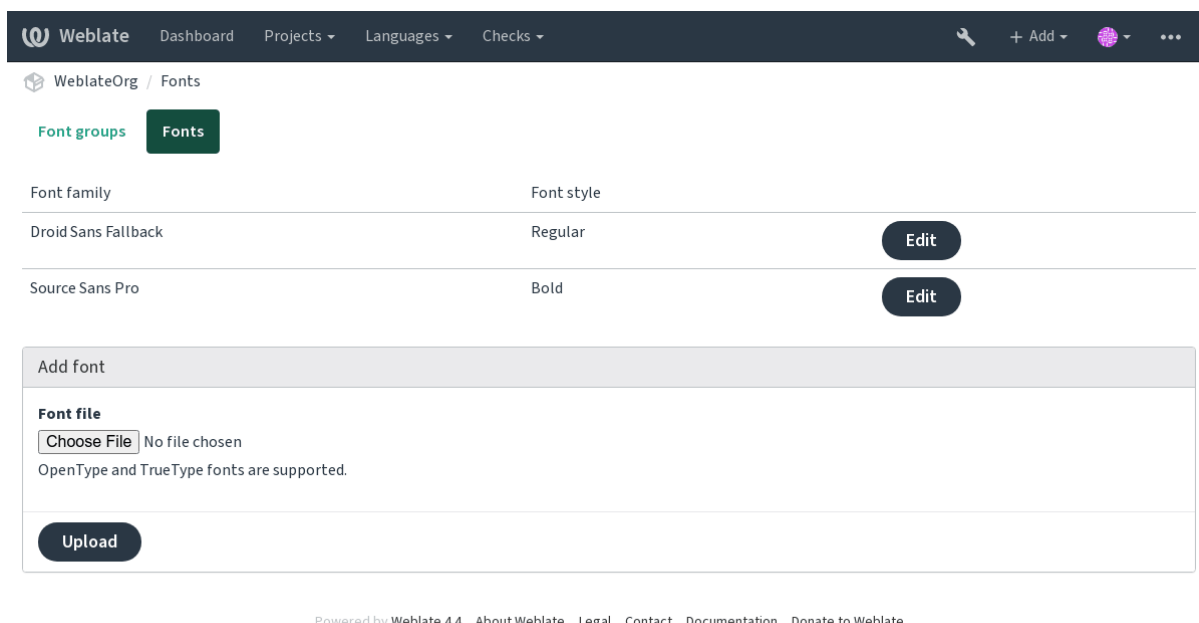 Weblate Dashboard Projects Languages Checks + Add
WeblateOrg / Fonts
Font groups Fonts
Font family Font style
Droid Sans Fallback Regular Edit
Source Sans Pro Bold Edit
Add font
Font file
Choose File No file chosen
OpenType and TrueType fonts are supported.
Upload
Powered by Weblate 4.4 About Weblate Legal Contact Documentation Donate to Weblate